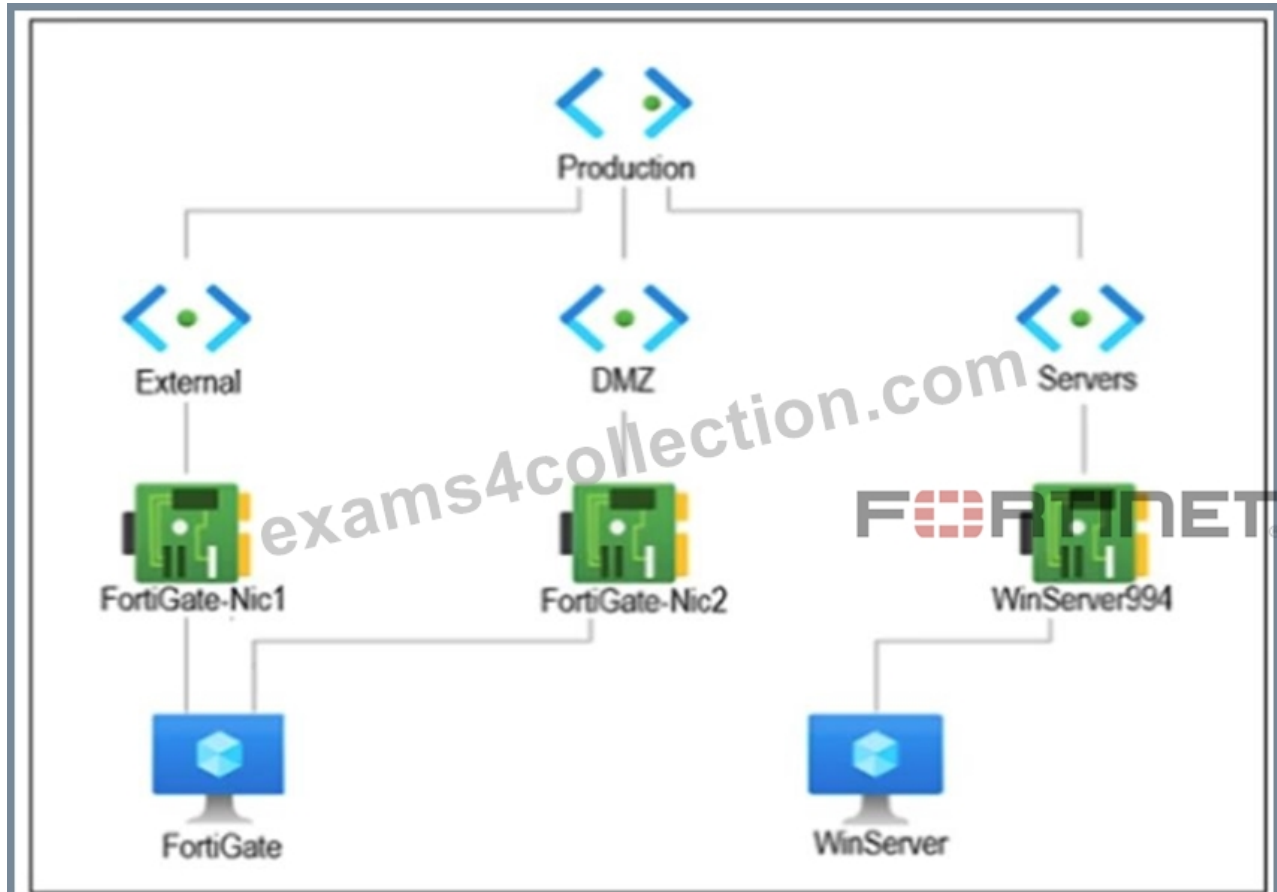 Production
External
DMZ
Servers
exams4collection.com
FORTINET
FortiGate-Nic1
FortiGate-Nic2
WinServer994
FortiGate
WinServer